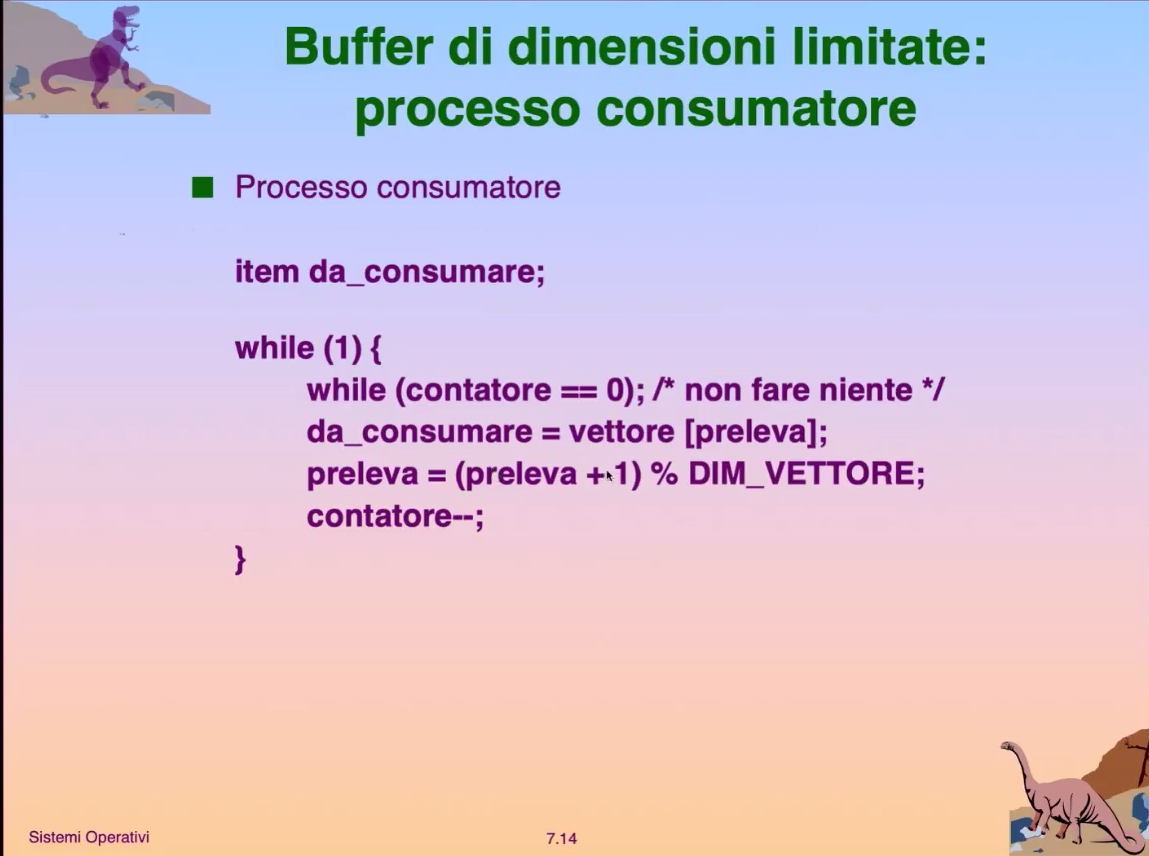 Buffer di dimensioni limitate:
processo consumatore
Processo consumatore
item da_consumare;
while (1) {
while (contatore == 0); /* non fare niente */
da_consumare = vettore [preleva];
preleva = (preleva + 1) % DIM_VETTORE;
contatore--;
}
Sistemi Operativi
7.14